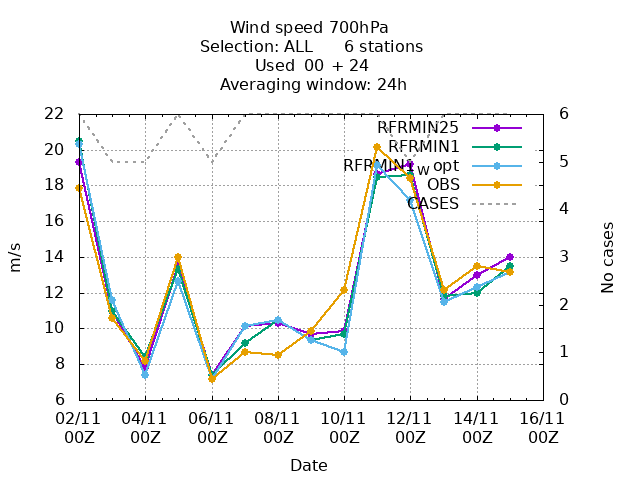 Wind speed 700hPa
Selection: ALL 6 stations
Used 00 + 24
Averaging window: 24h
RFRMIN25
RFRMIN1
RFRMIN1w opt
OBS
CASES
22
20
18
16
14
12
10
8
6
m/s
6
5
4
3
2
1
0
No cases
02/11 04/11 06/11 08/11 10/11 12/11 14/11 16/11
00Z 00Z 00Z 00Z 00Z 00Z 00Z 00Z
Date